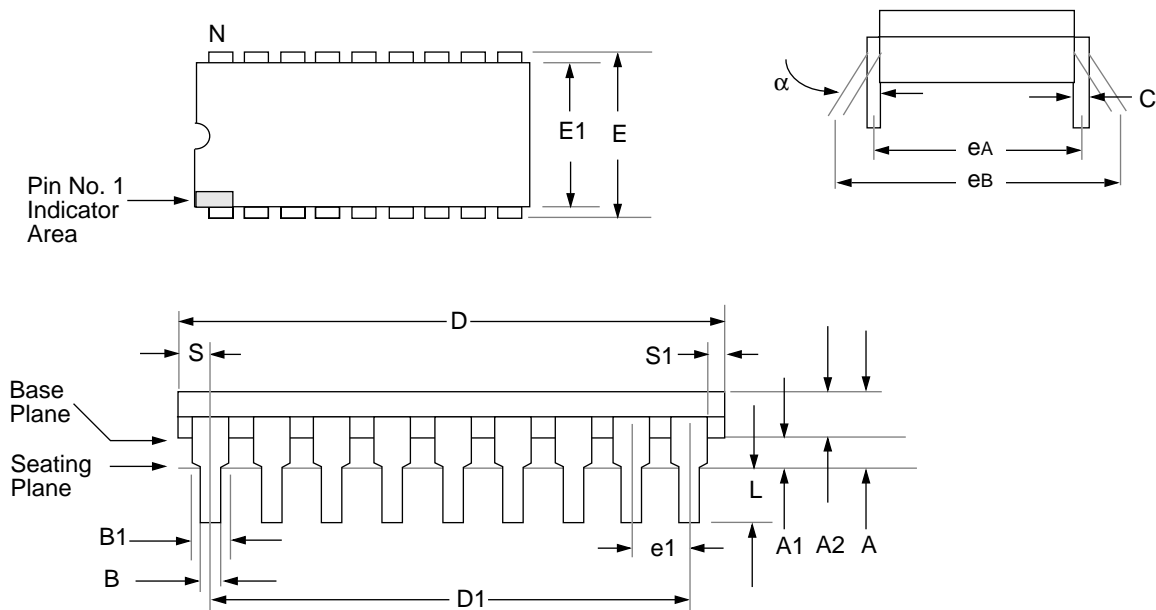 N
E1
E
Pin No. 1
Indicator
Area
α
C
eA
eB
D
S
S1
Base
Plane
Seating
Plane
L
B1
e1
A1
A2
A
B
D1